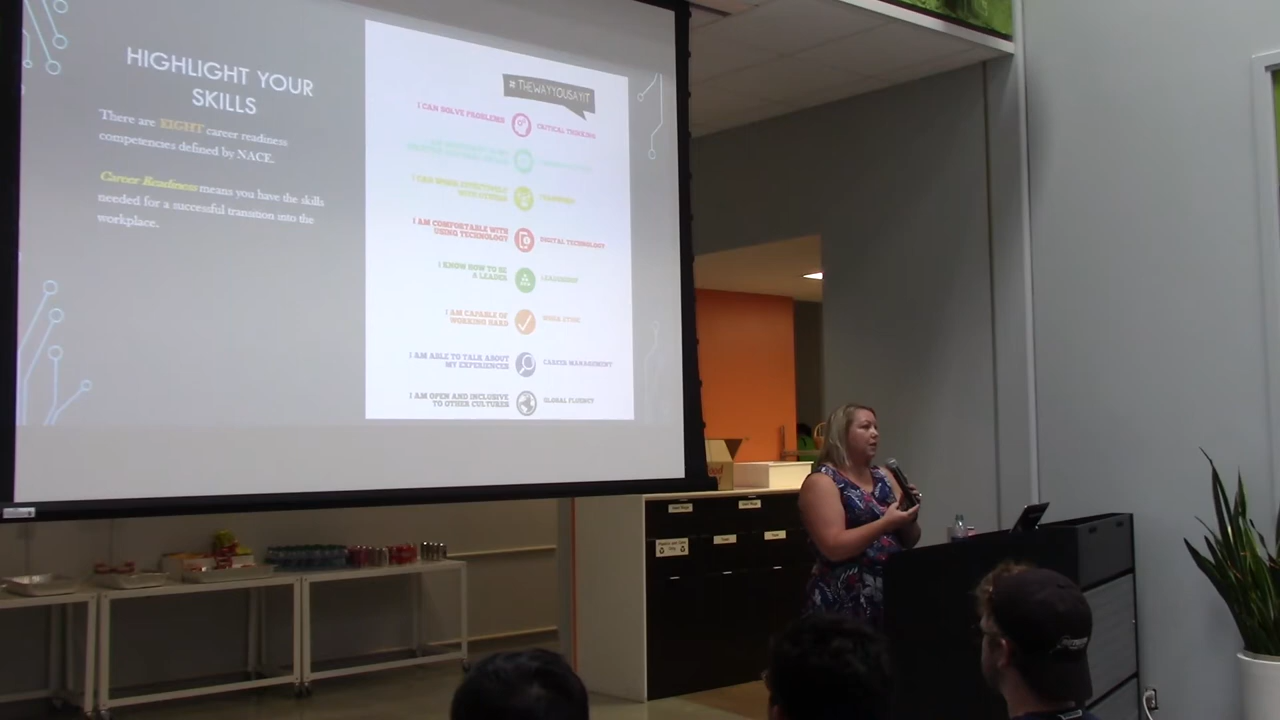 HIGHLIGHT YOUR
SKILLS
There are EIGHT career readiness
competencies defined by NACE.
Career Readiness means you have the skills
needed for a successful transition into the
workplace.
#THEWAYYOUSAYIT
I CAN SOLVE PROBLEMS
CRITICAL THINKING
I CAN WORK EFFECTIVELY
WITH OTHERS
TEAMWORK
I AM COMFORTABLE WITH
USING TECHNOLOGY
DIGITAL TECHNOLOGY
I KNOW HOW TO BE
A LEADER
LEADERSHIP
I AM CAPABLE OF
WORKING HARD
WORK ETHIC
I AM ABLE TO TALK ABOUT
MY EXPERIENCES
CAREER MANAGEMENT
I AM OPEN AND INCLUSIVE
TO OTHER CULTURES
GLOBAL FLUENCY